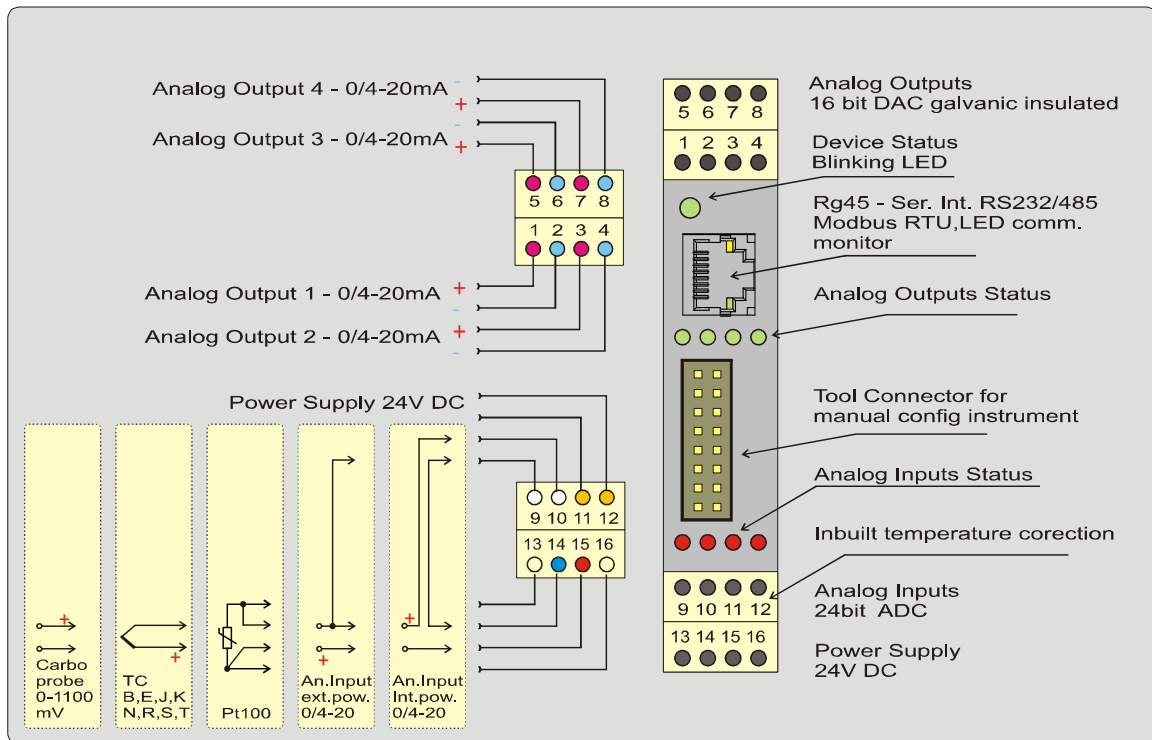 Analog Output 4 - 0/4-20mA
-
+
-
Analog Output 3 - 0/4-20mA
+
5 6 7 8
1 2 3 4
Analog Output 1 - 0/4-20mA
+
-
Analog Output 2 - 0/4-20mA
+
-
Power Supply 24V DC
9 10 11 12
13 14 15 16
+
Carbo
probe
0-1100
mV
+
TC
B,E,J,K
N,R,S,T
Pt100
+
An.Input
ext.pow.
0/4-20
+
An.Input
Int.pow.
0/4-20
5 6 7 8
1 2 3 4
9 10 11 12
13 14 15 16
Analog Outputs
16 bit DAC galvanic insulated
Device Status
Blinking LED
Rg45 - Ser. Int. RS232/485
Modbus RTU,LED comm.
monitor
Analog Outputs Status
Tool Connector for
manual config instrument
Analog Inputs Status
Inbuilt temperature corection
Analog Inputs
24bit ADC
Power Supply
24V DC